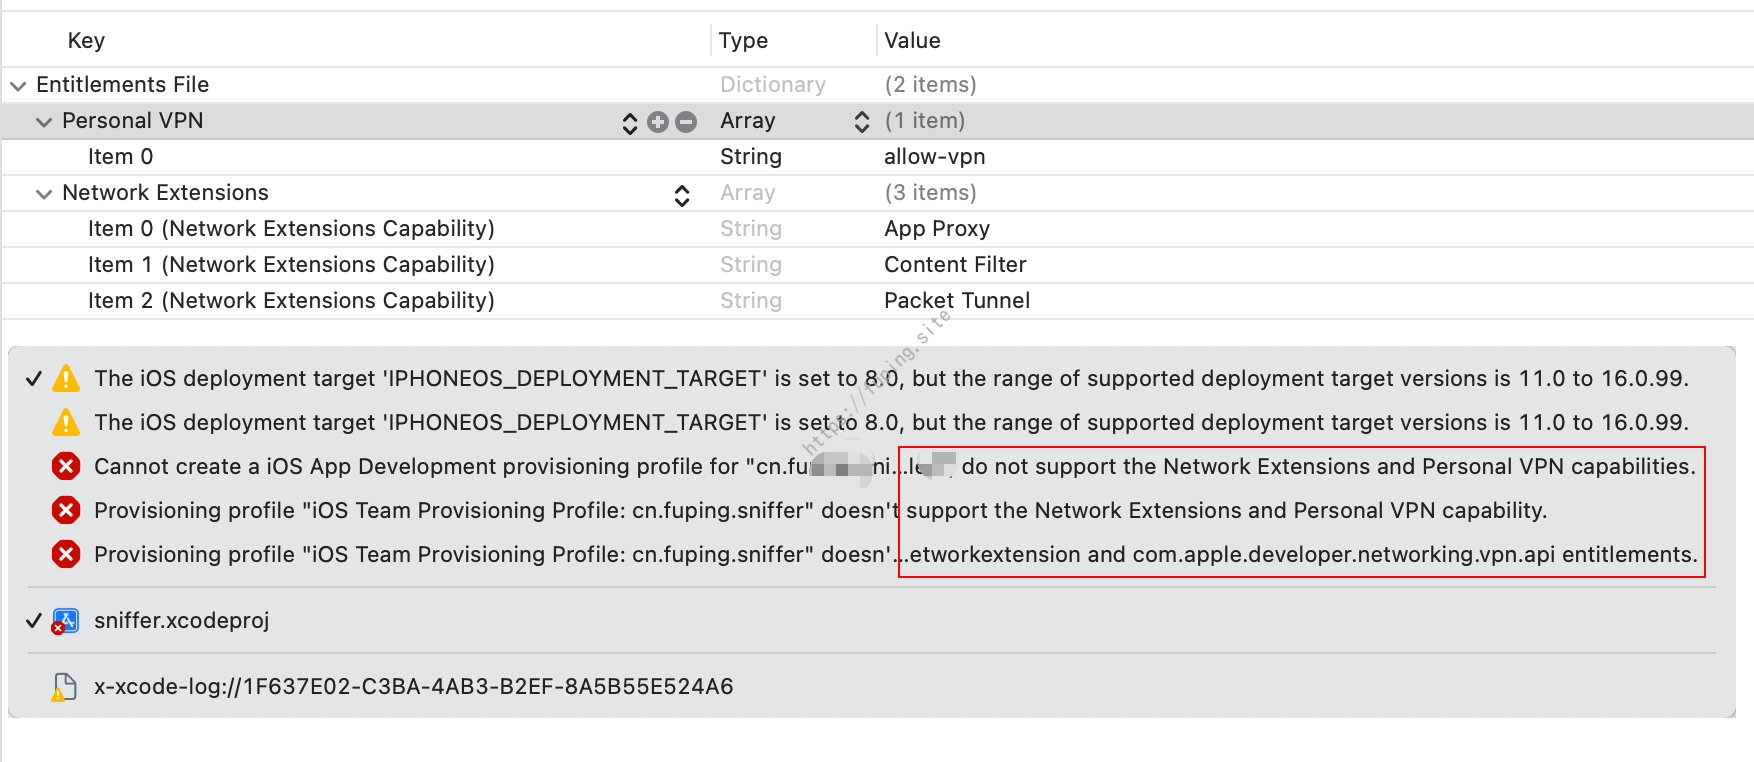 Key Type Value
Entitlements File Dictionary (2 items)
Personal VPN Array (1 item)
Item 0 String allow-vpn
Network Extensions Array (3 items)
Item 0 (Network Extensions Capability) String App Proxy
Item 1 (Network Extensions Capability) String Content Filter
Item 2 (Network Extensions Capability) String Packet Tunnel
https://fuping.site
The iOS deployment target 'IPHONEOS_DEPLOYMENT_TARGET' is set to 8.0, but the range of supported deployment target versions is 11.0 to 16.0.99.
The iOS deployment target 'IPHONEOS_DEPLOYMENT_TARGET' is set to 8.0, but the range of supported deployment target versions is 11.0 to 16.0.99.
Cannot create a iOS App Development provisioning profile for "cn.fu ni...le do not support the Network Extensions and Personal VPN capabilities.
Provisioning profile "iOS Team Provisioning Profile: cn.fuping.sniffer" doesn't support the Network Extensions and Personal VPN capability.
Provisioning profile "iOS Team Provisioning Profile: cn.fuping.sniffer" doesn'...etworkextension and com.apple.developer.networking.vpn.api entitlements.
sniffer.xcodeproj
x-xcode-log://1F637E02-C3BA-4AB3-B2EF-8A5B55E524A6